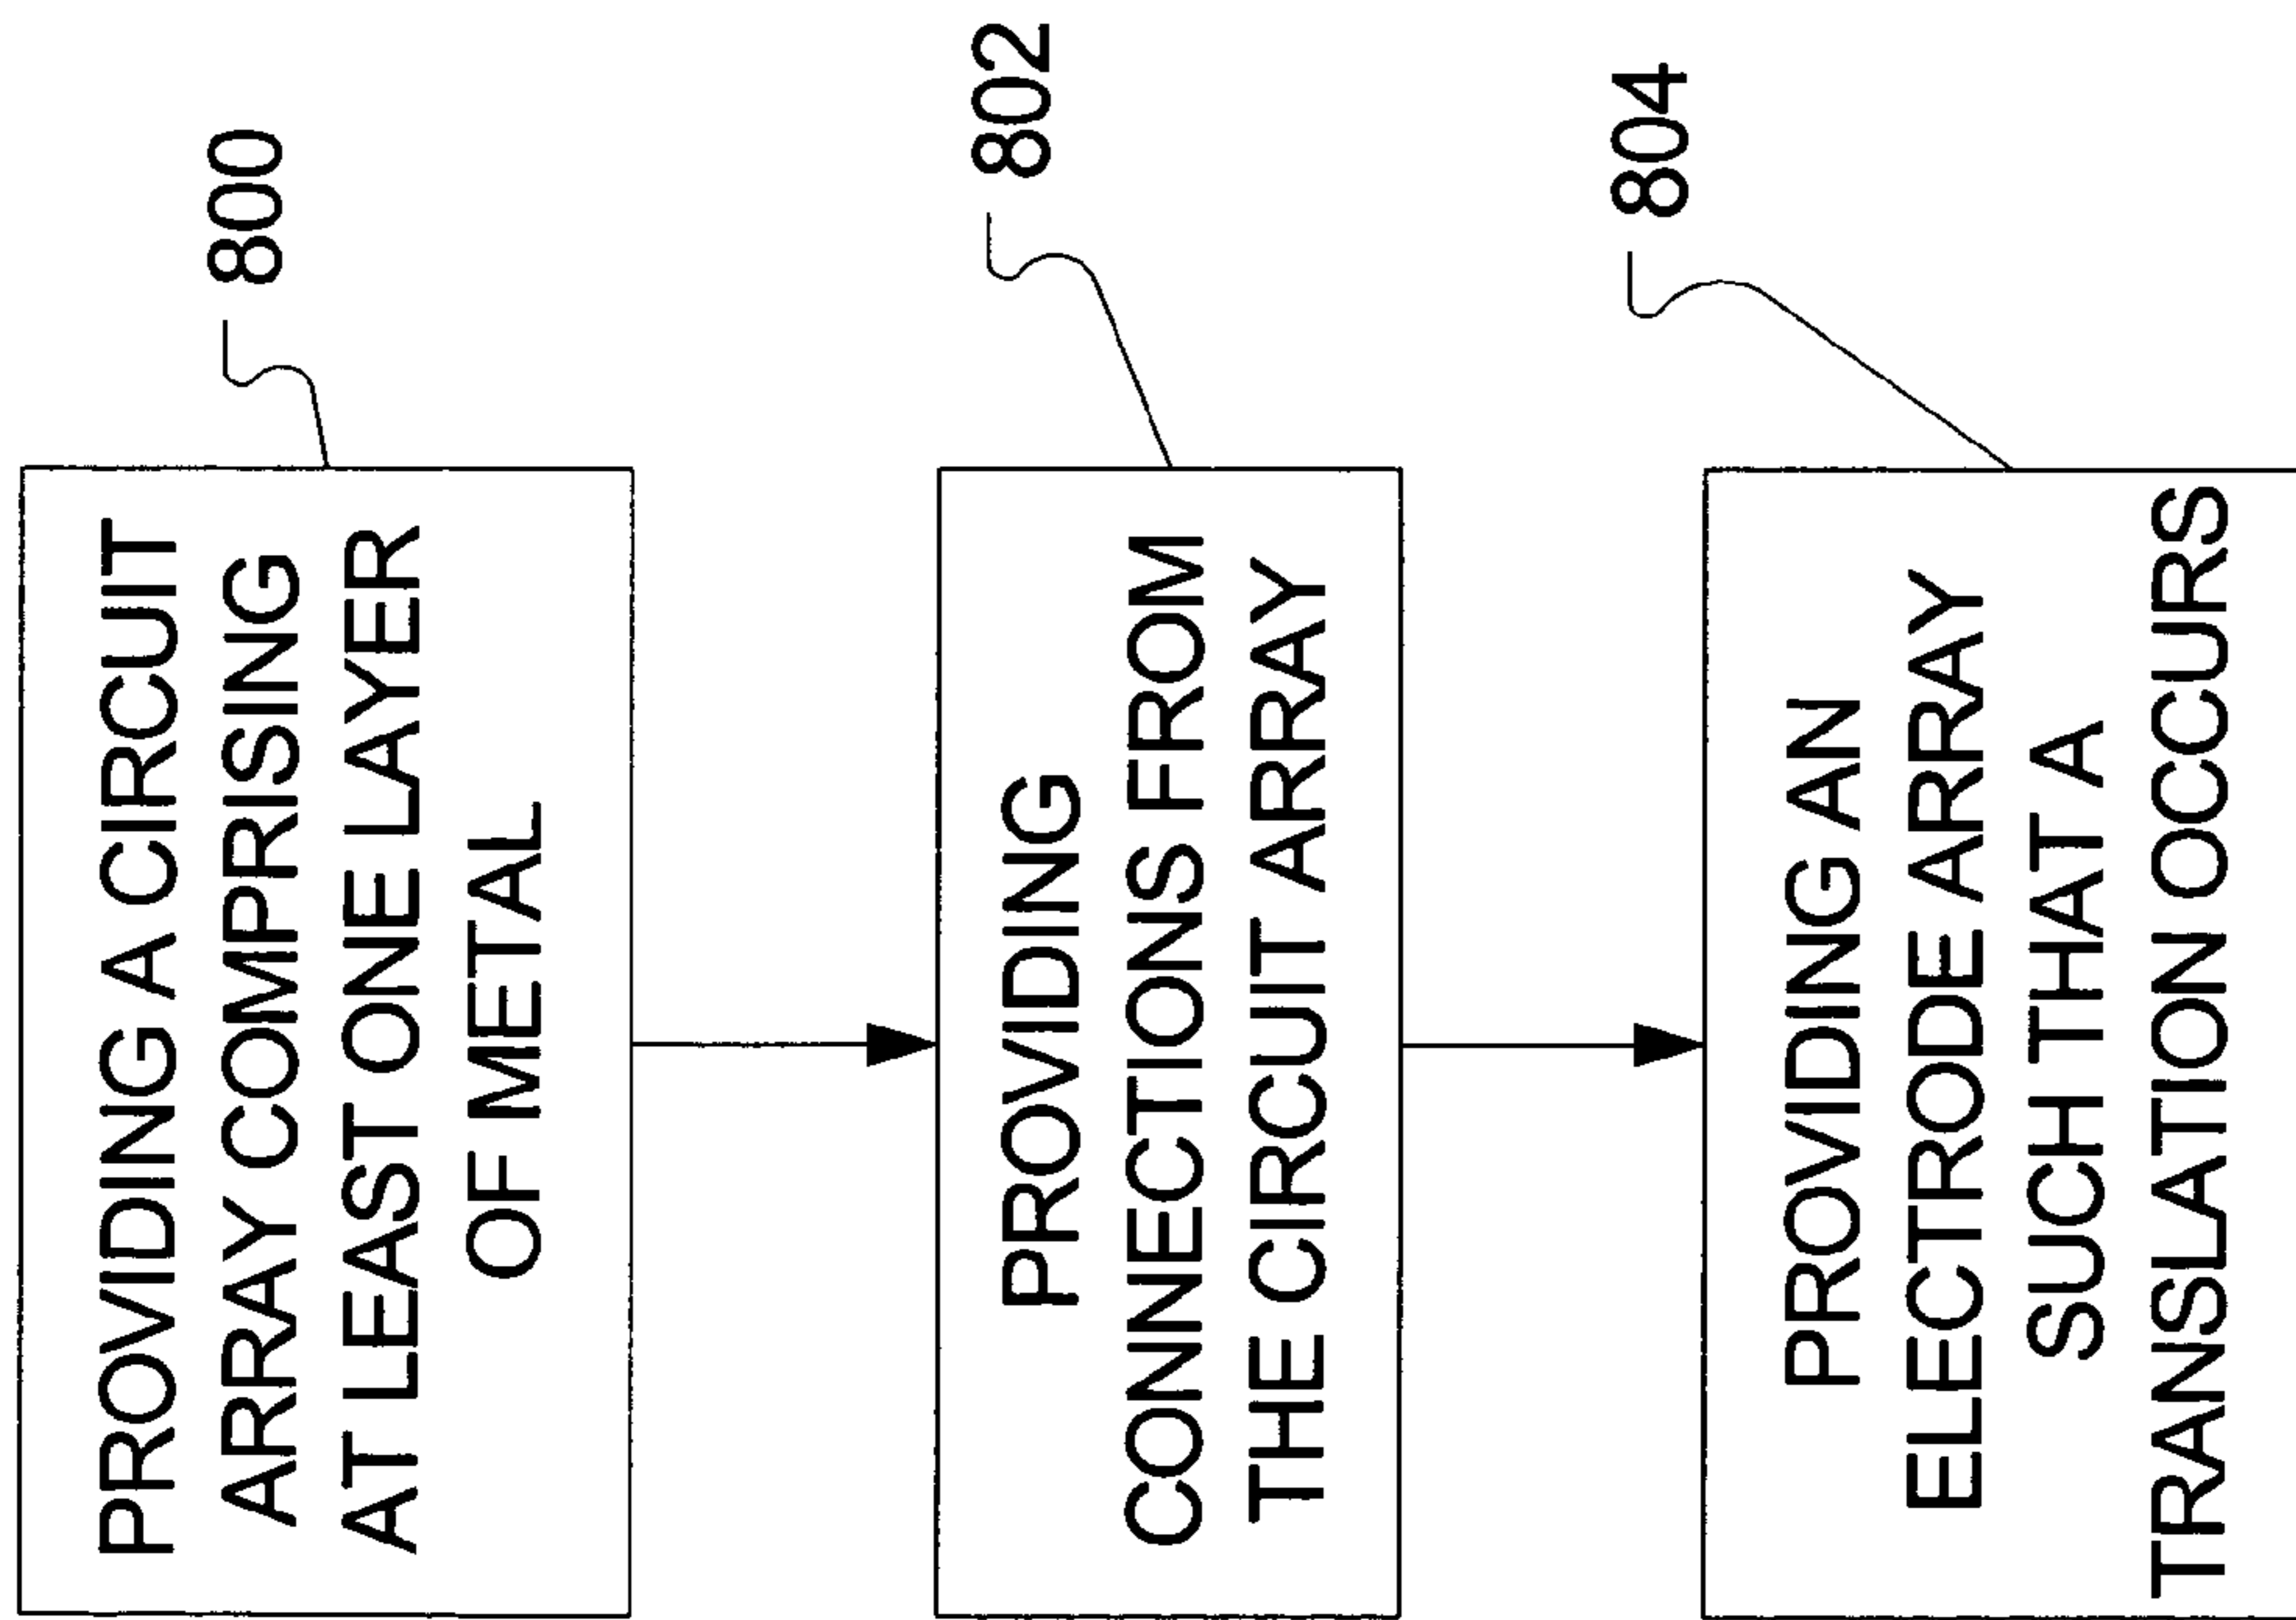 PROVIDING A CIRCUIT
ARRAY COMPRISING
AT LEAST ONE LAYER
OF METAL
800
PROVIDING
CONNECTIONS FROM
THE CIRCUIT ARRAY
802
PROVIDING AN
ELECTRODE ARRAY
SUCH THAT A
TRANSLATION OCCURS
804